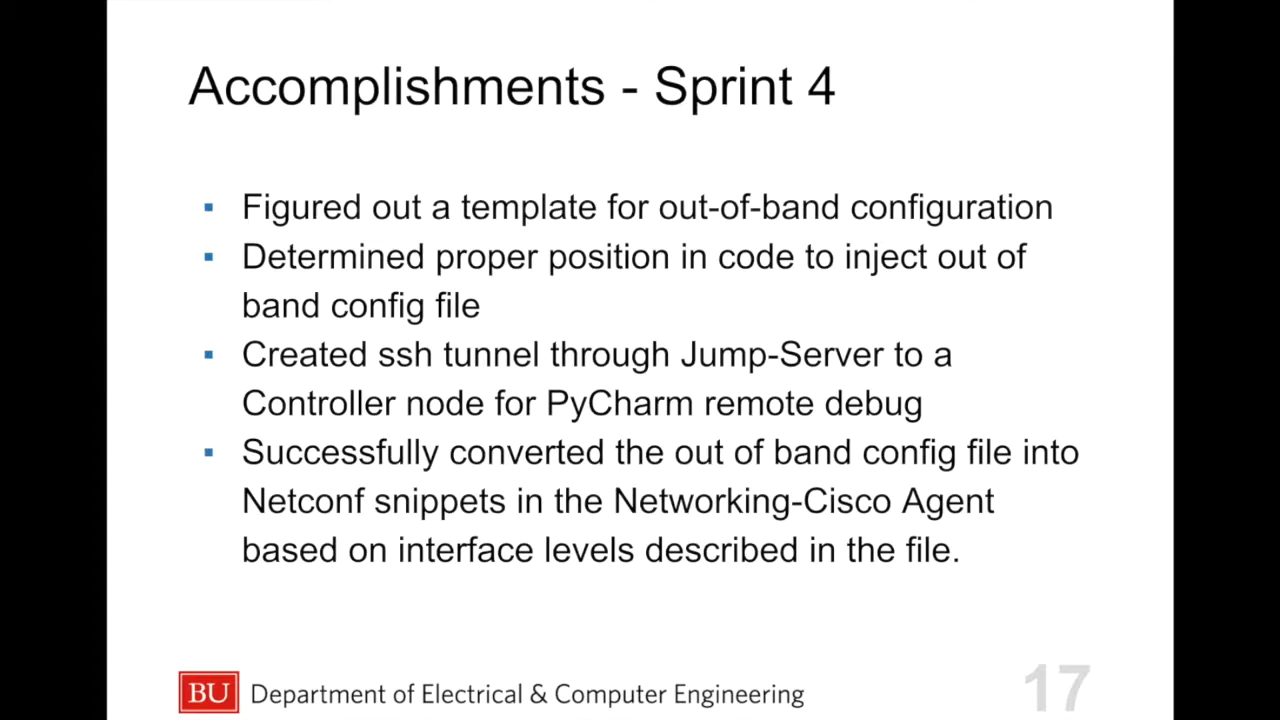 Accomplishments - Sprint 4
▪ Figured out a template for out-of-band configuration
▪ Determined proper position in code to inject out of
band config file
▪ Created ssh tunnel through Jump-Server to a
Controller node for PyCharm remote debug
▪ Successfully converted the out of band config file into
Netconf snippets in the Networking-Cisco Agent
based on interface levels described in the file.
BU Department of Electrical & Computer Engineering
17